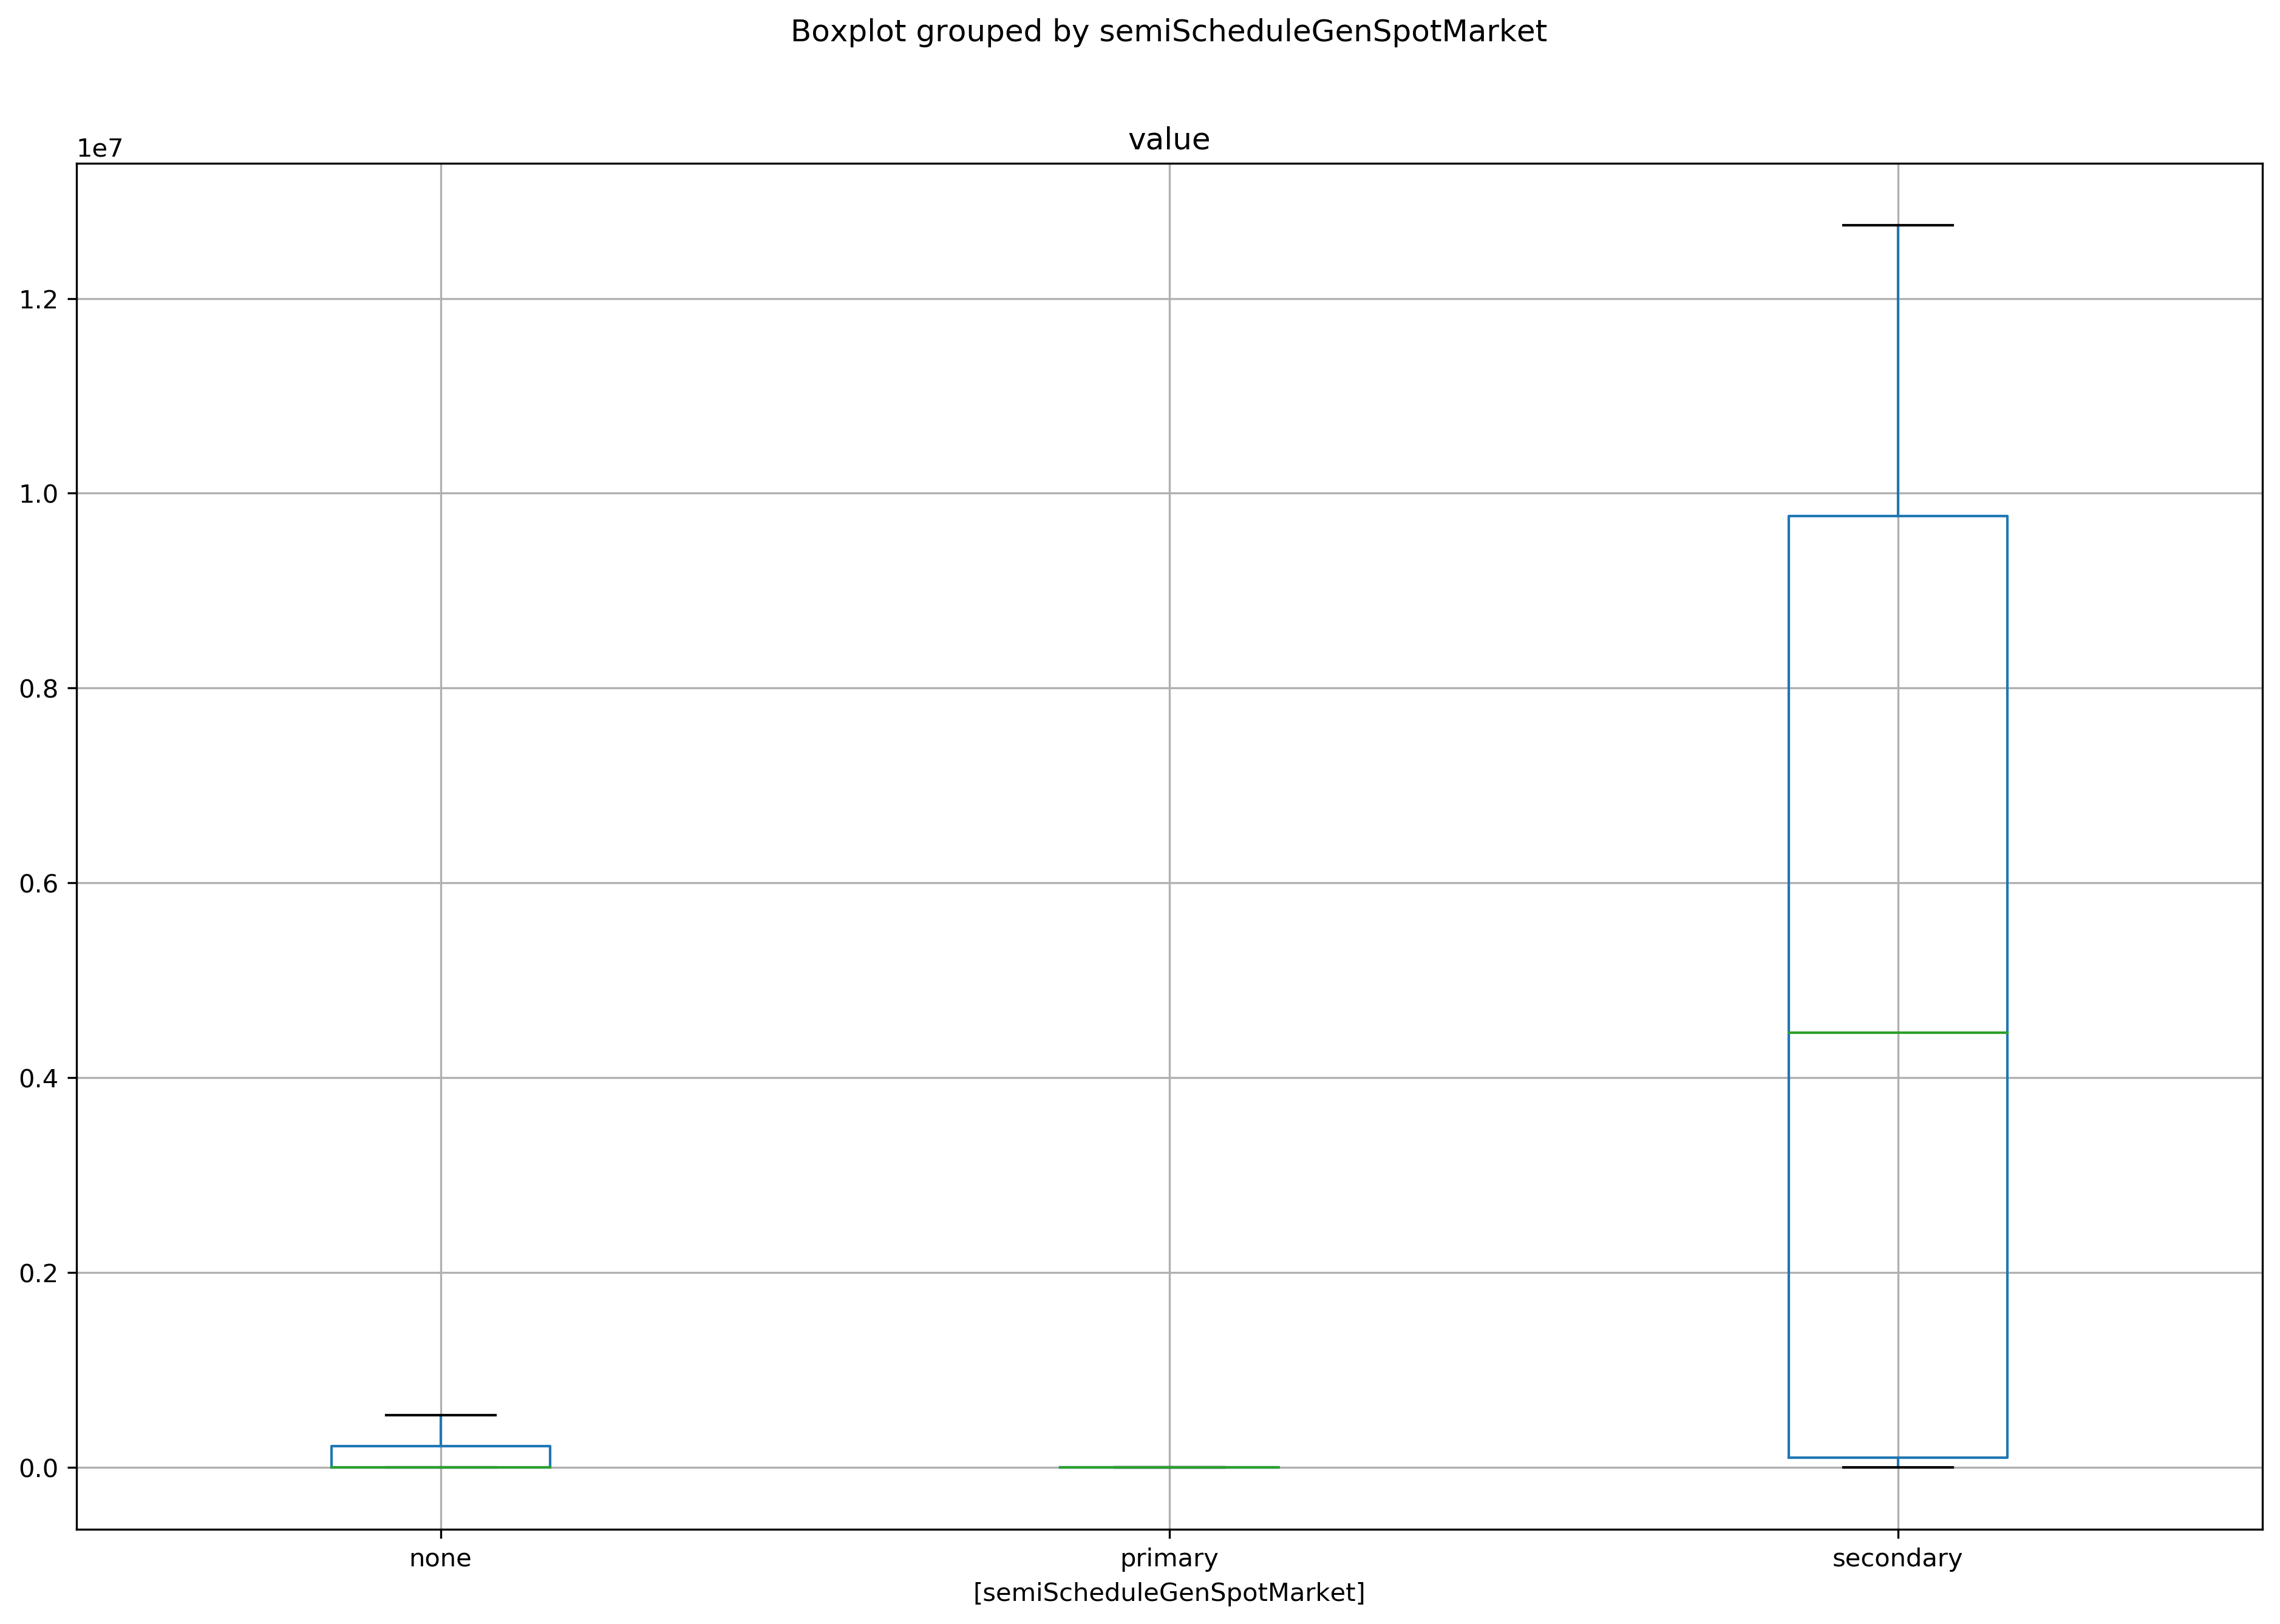 Boxplot grouped by semiScheduleGenSpotMarket
value
1e7
1.2
1.0
0.8
0.6
0.4
0.2
0.0
none primary secondary
[semiScheduleGenSpotMarket]